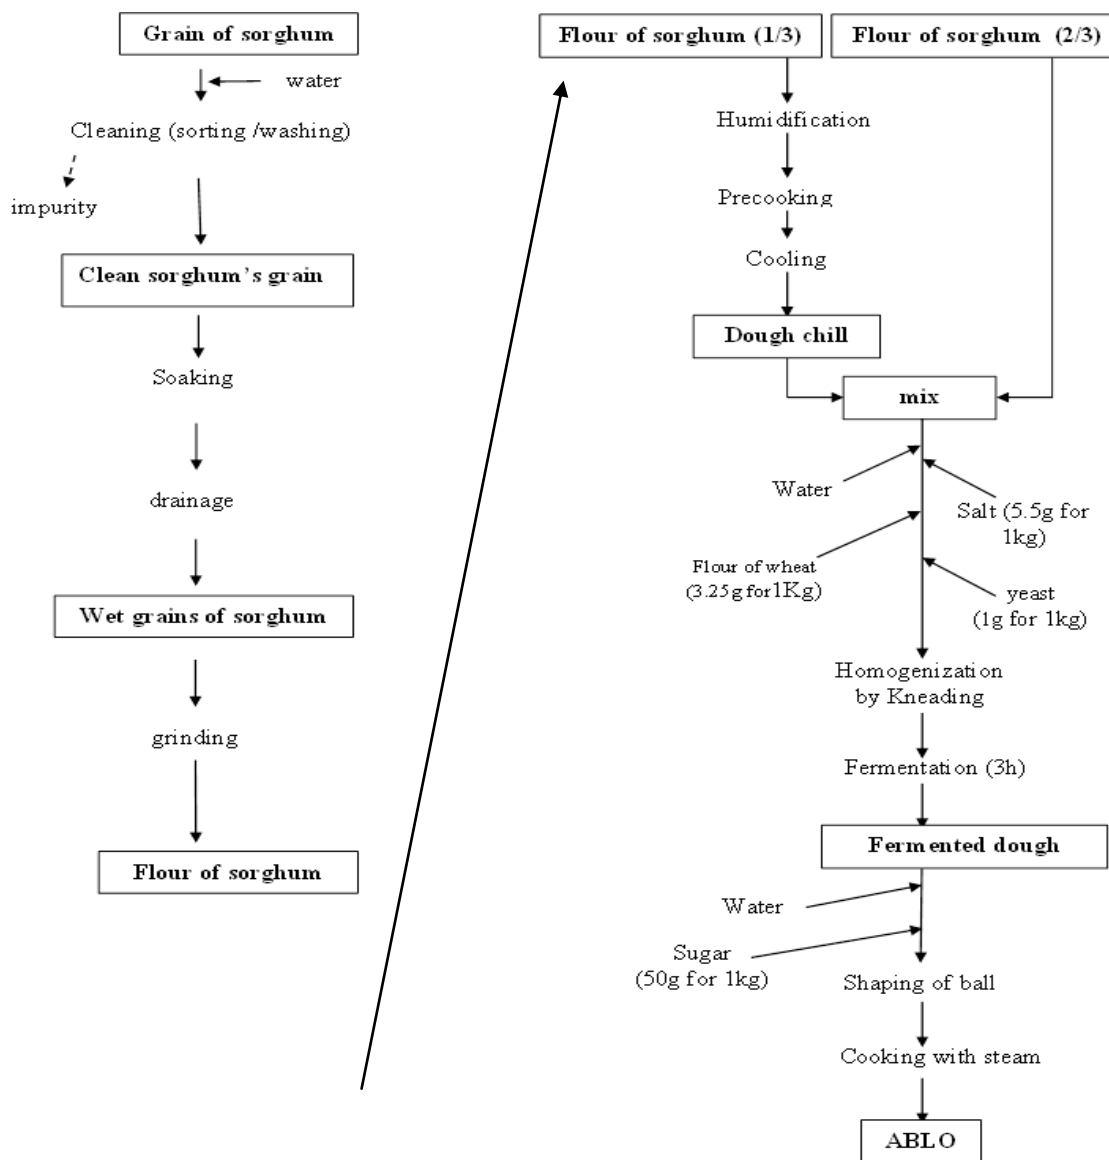 Grain of sorghum
water
Cleaning (sorting /washing)
impurity
Clean sorghum's grain
Soaking
drainage
Wet grains of sorghum
grinding
Flour of sorghum
Flour of sorghum (1/3)
Flour of sorghum (2/3)
Humidification
Precooking
Cooling
Dough chill
mix
Water
Salt (5.5g for
1kg)
Flour of wheat
(3.25g for 1Kg)
yeast
(1g for 1kg)
Homogenization
by Kneading
Fermentation (3h)
Fermented dough
Water
Sugar
(50g for 1kg)
Shaping of ball
Cooking with steam
ABLO